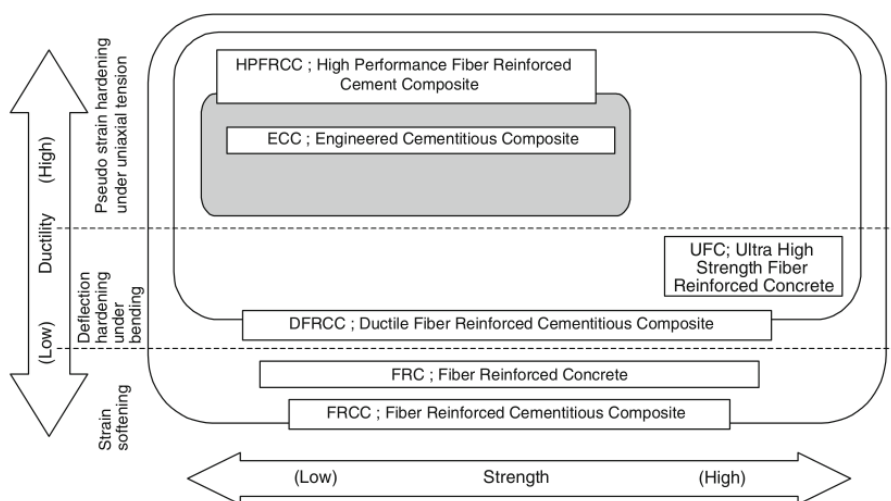 Pseudo strain hardening
under uniaxial tension
Deflection
hardening
under
bending
Strain
softening
(High)
Ductility
(Low)
HPFRCC ; High Performance Fiber Reinforced
Cement Composite
ECC ; Engineered Cementitious Composite
UFC; Ultra High
Strength Fiber
Reinforced Concrete
DFRCC ; Ductile Fiber Reinforced Cementitious Composite
FRC ; Fiber Reinforced Concrete
FRCC ; Fiber Reinforced Cementitious Composite
(Low) Strength (High)